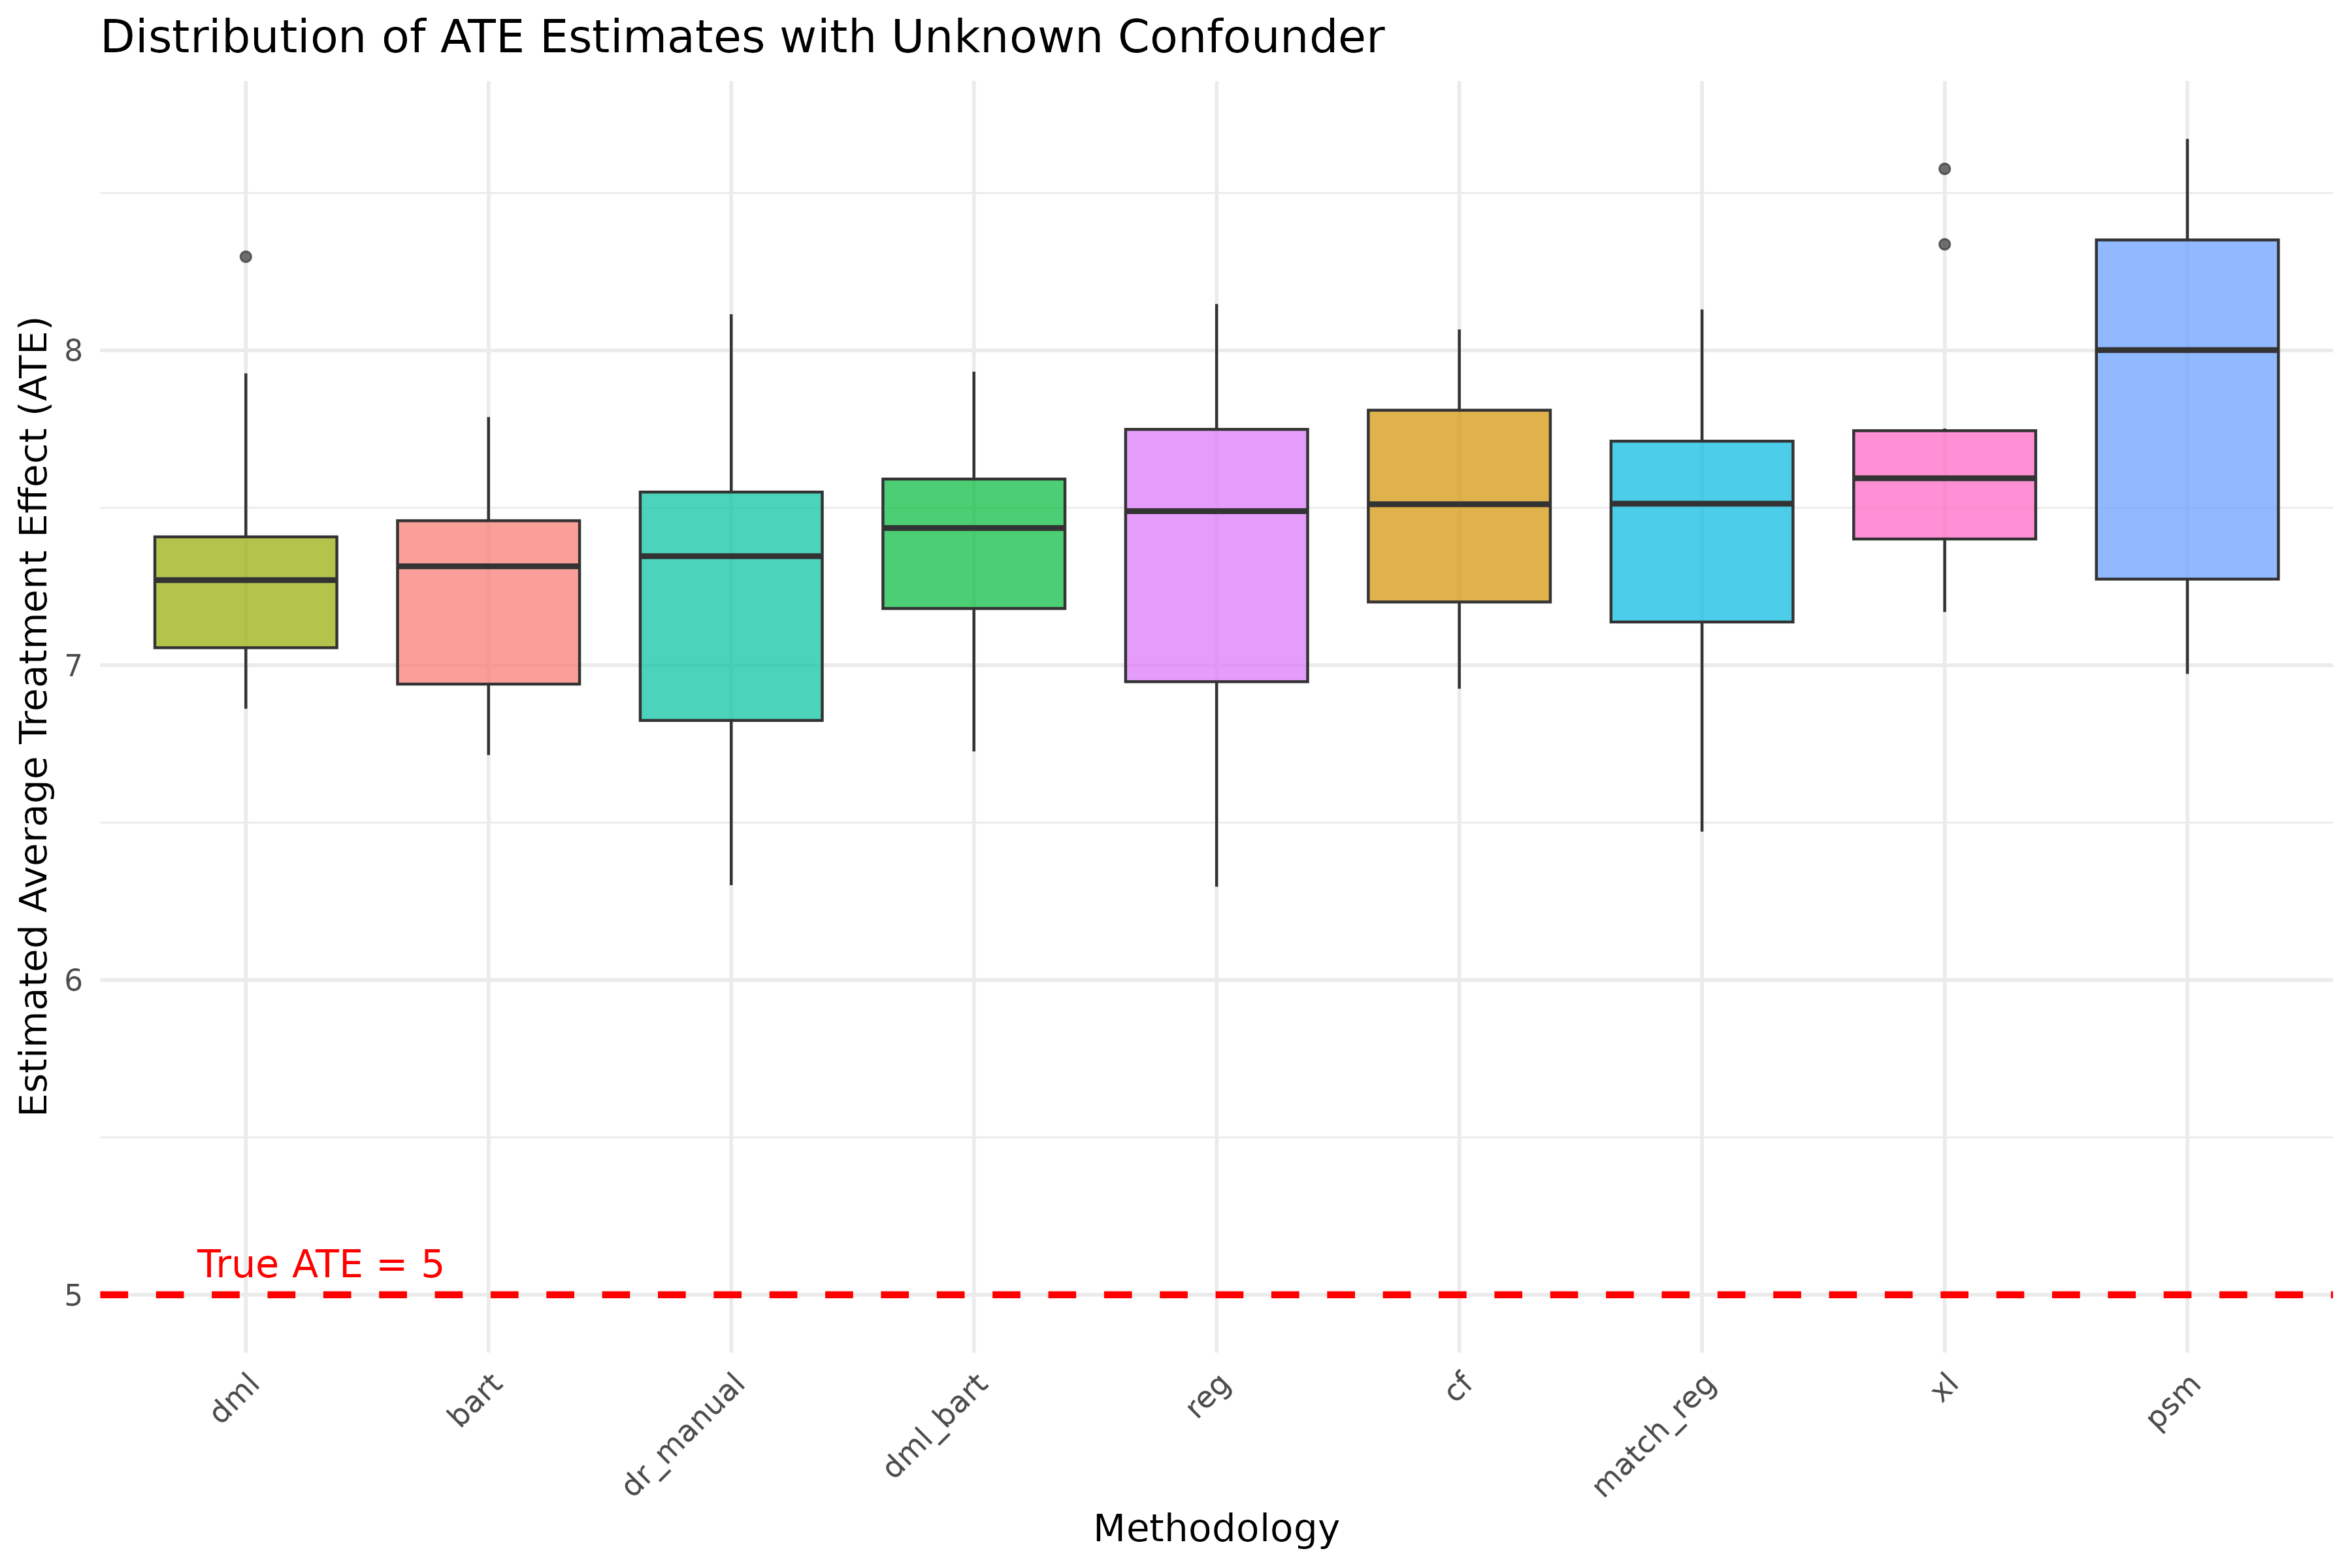 Distribution of ATE Estimates with Unknown Confounder
Estimated Average Treatment Effect (ATE)
8
7
6
5
True ATE = 5
dml
bart
dr_manual
dml_bart
reg
cf
match_reg
xl
psm
Methodology